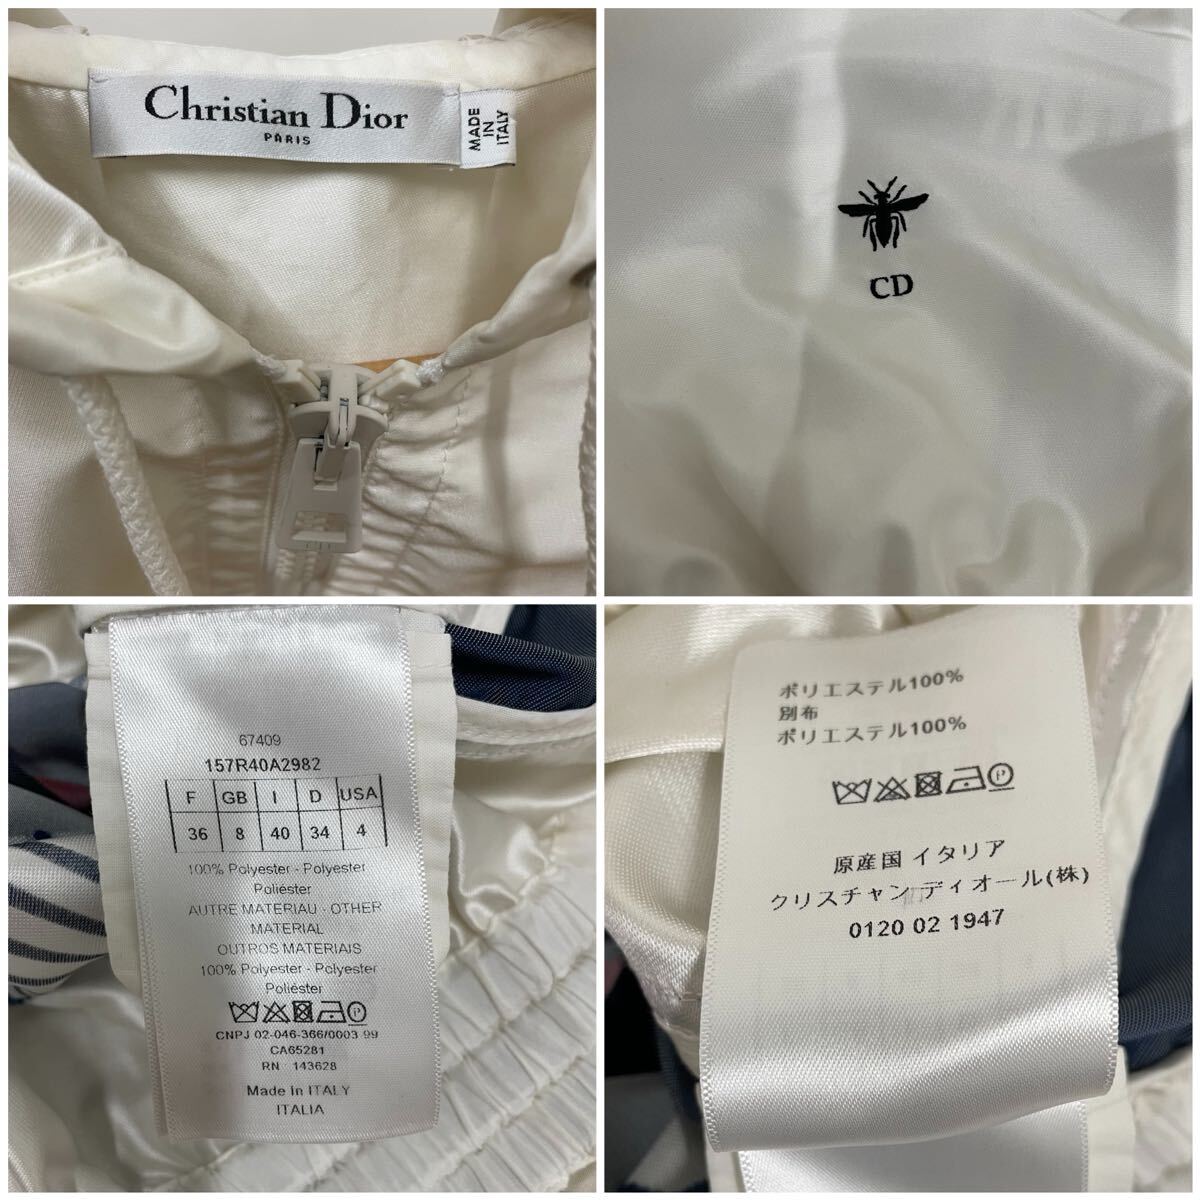 Christian Dior
PARIS
MADE
IN
ITALY
CD
CD
67409
157R40A2982
F GB I D USA
36 8 40 34 4
100% Polyester - Polyester
Poliéster
AUTRE MATERIAU - OTHER
MATERIAL
OUTROS MATERIAIS
100% Polyester - Polyester
Poliéster
CNPJ 02-046-366/0003 99
CA65281
RN : 143628
Made in ITALY
ITALIA
ポリエステル100%
別布
ポリエステル100%
P
原産国 イタリア
クリスチャン ディオール(株)
0120 02 1947